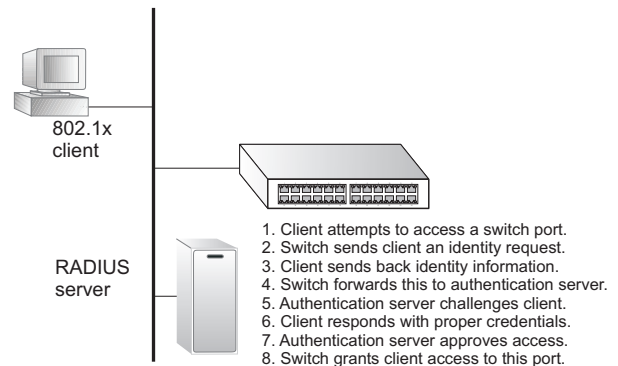 802.1x
client
RADIUS
server
1. Client attempts to access a switch port.
2. Switch sends client an identity request.
3. Client sends back identity information.
4. Switch forwards this to authentication server.
5. Authentication server challenges client.
6. Client responds with proper credentials.
7. Authentication server approves access.
8. Switch grants client access to this port.